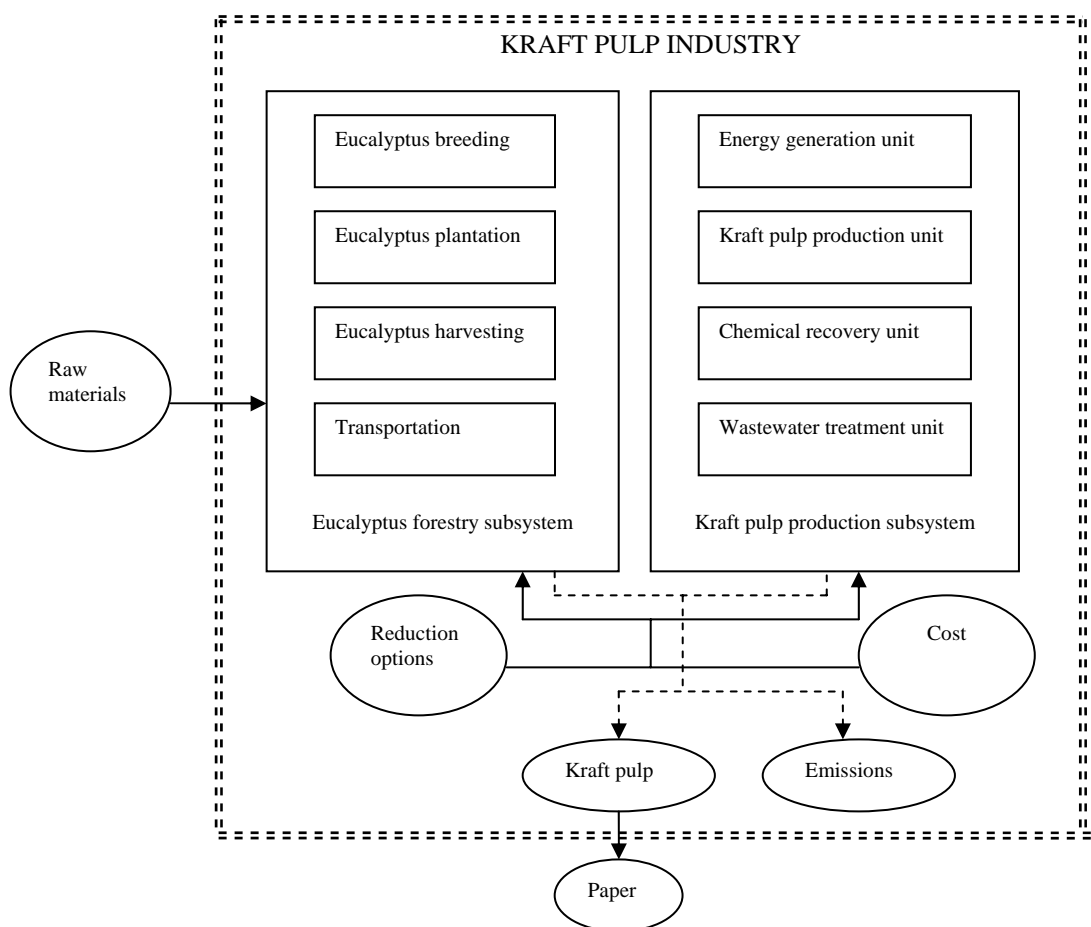 KRAFT PULP INDUSTRY
Eucalyptus breeding
Eucalyptus plantation
Eucalyptus harvesting
Transportation
Eucalyptus forestry subsystem
Energy generation unit
Kraft pulp production unit
Chemical recovery unit
Wastewater treatment unit
Kraft pulp production subsystem
Raw
materials
Reduction
options
Cost
Kraft pulp
Emissions
Paper